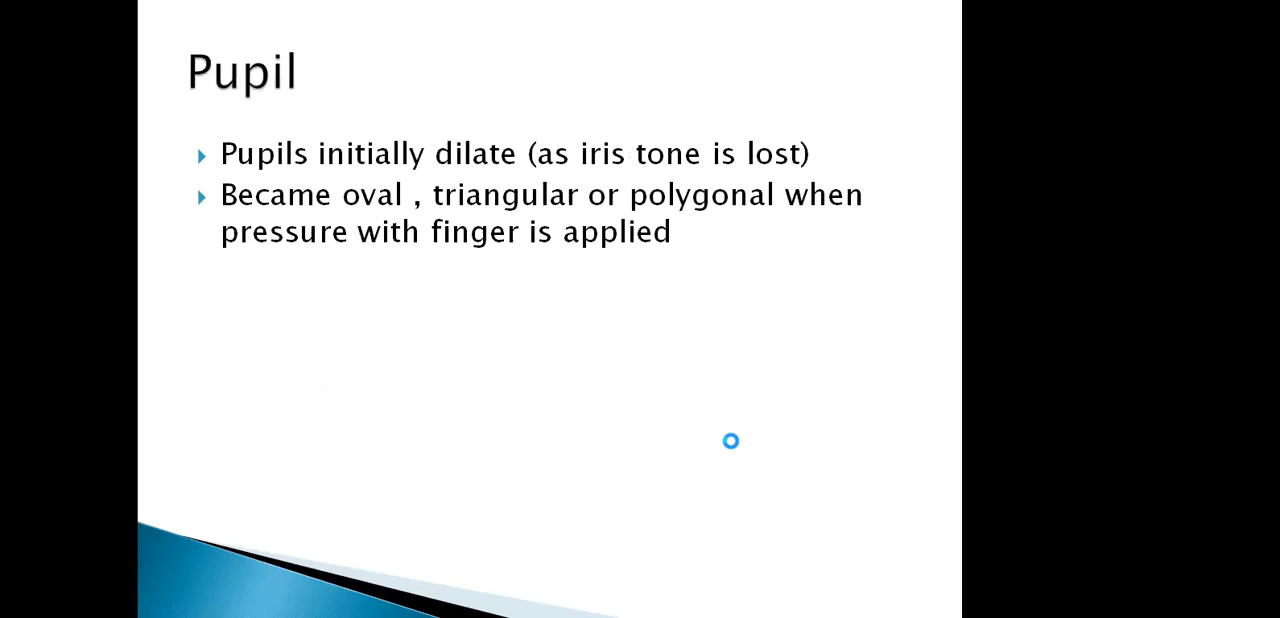 Pupil
Pupils initially dilate (as iris tone is lost)
Became oval , triangular or polygonal when
pressure with finger is applied